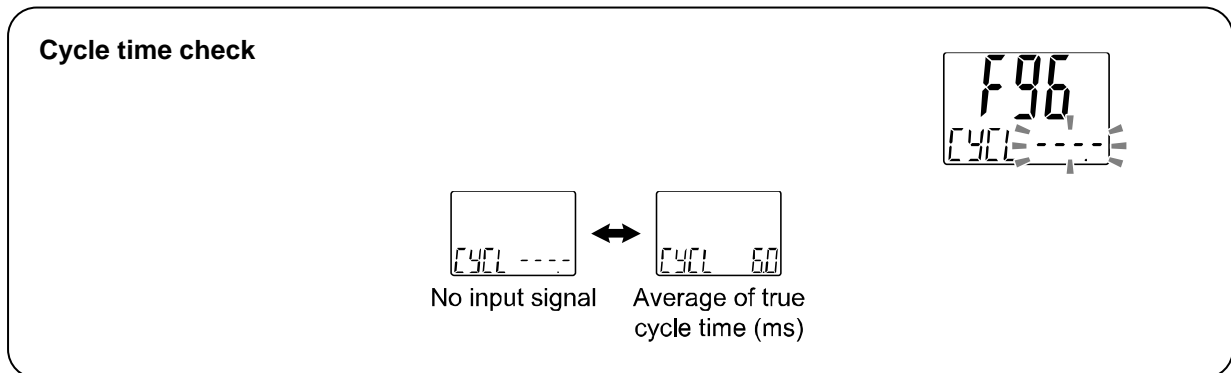 Cycle time check
F96
CYCL ----
CYCL ----
CYCL 6.0
No input signal
Average of true
cycle time (ms)